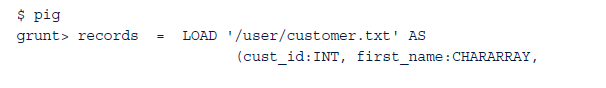 $ pig
grunt> records = LOAD '/user/customer.txt' AS
(cust_id:INT, first_name:CHARARRAY,